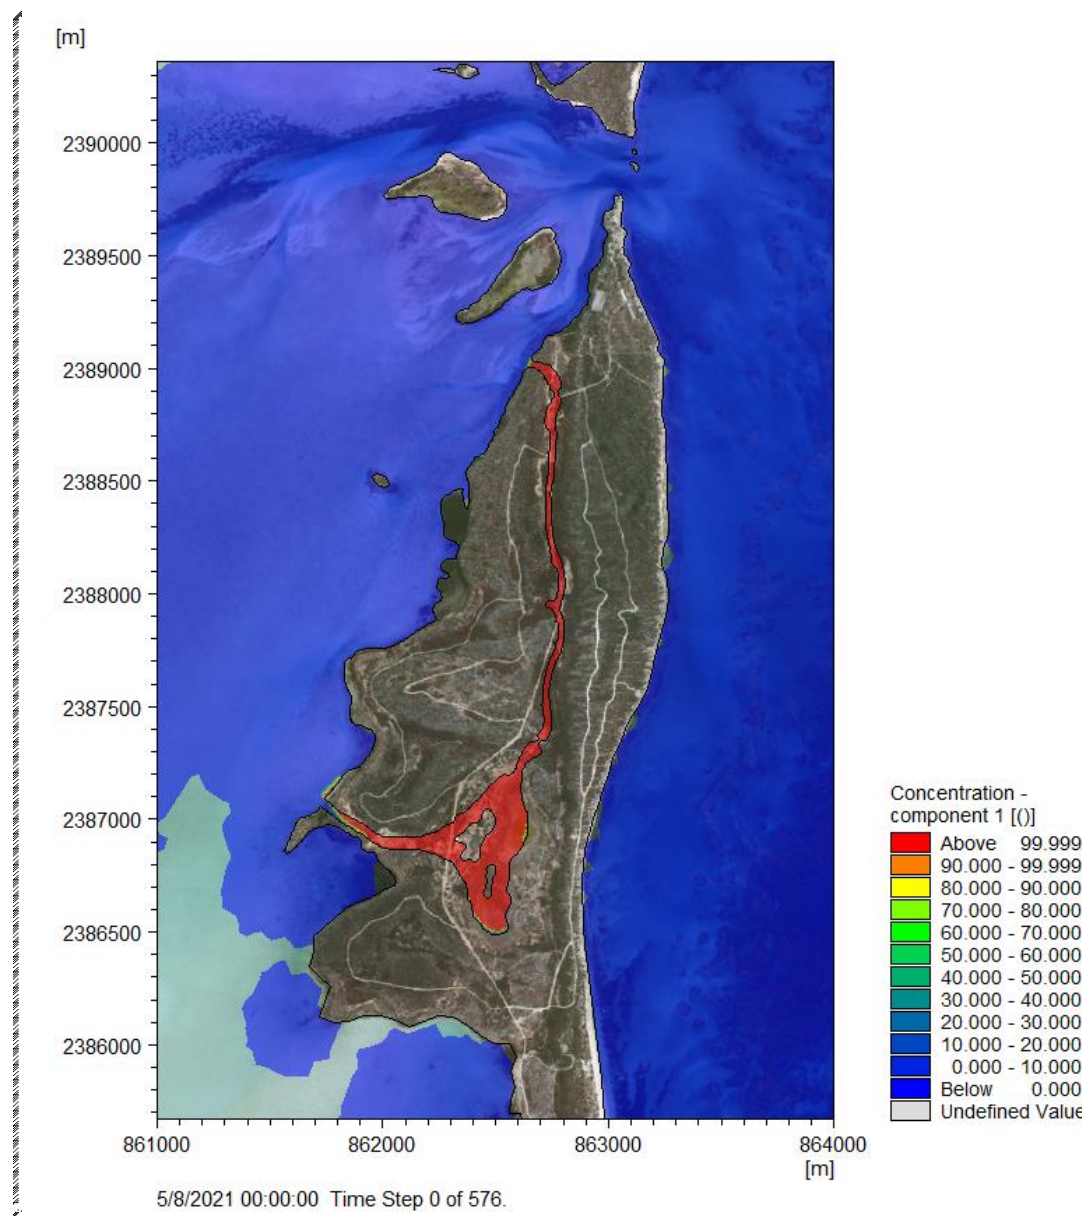 [m]
2390000
2389500
2389000
2388500
2388000
2387500
2387000
2386500
2386000
861000
862000
863000
864000
[m]
5/8/2021 00:00:00 Time Step 0 of 576.
Concentration -
component 1 [()]
Above 99.999
90.000 - 99.999
80.000 - 90.000
70.000 - 80.000
60.000 - 70.000
50.000 - 60.000
40.000 - 50.000
30.000 - 40.000
20.000 - 30.000
10.000 - 20.000
0.000 - 10.000
Below 0.000
Undefined Value